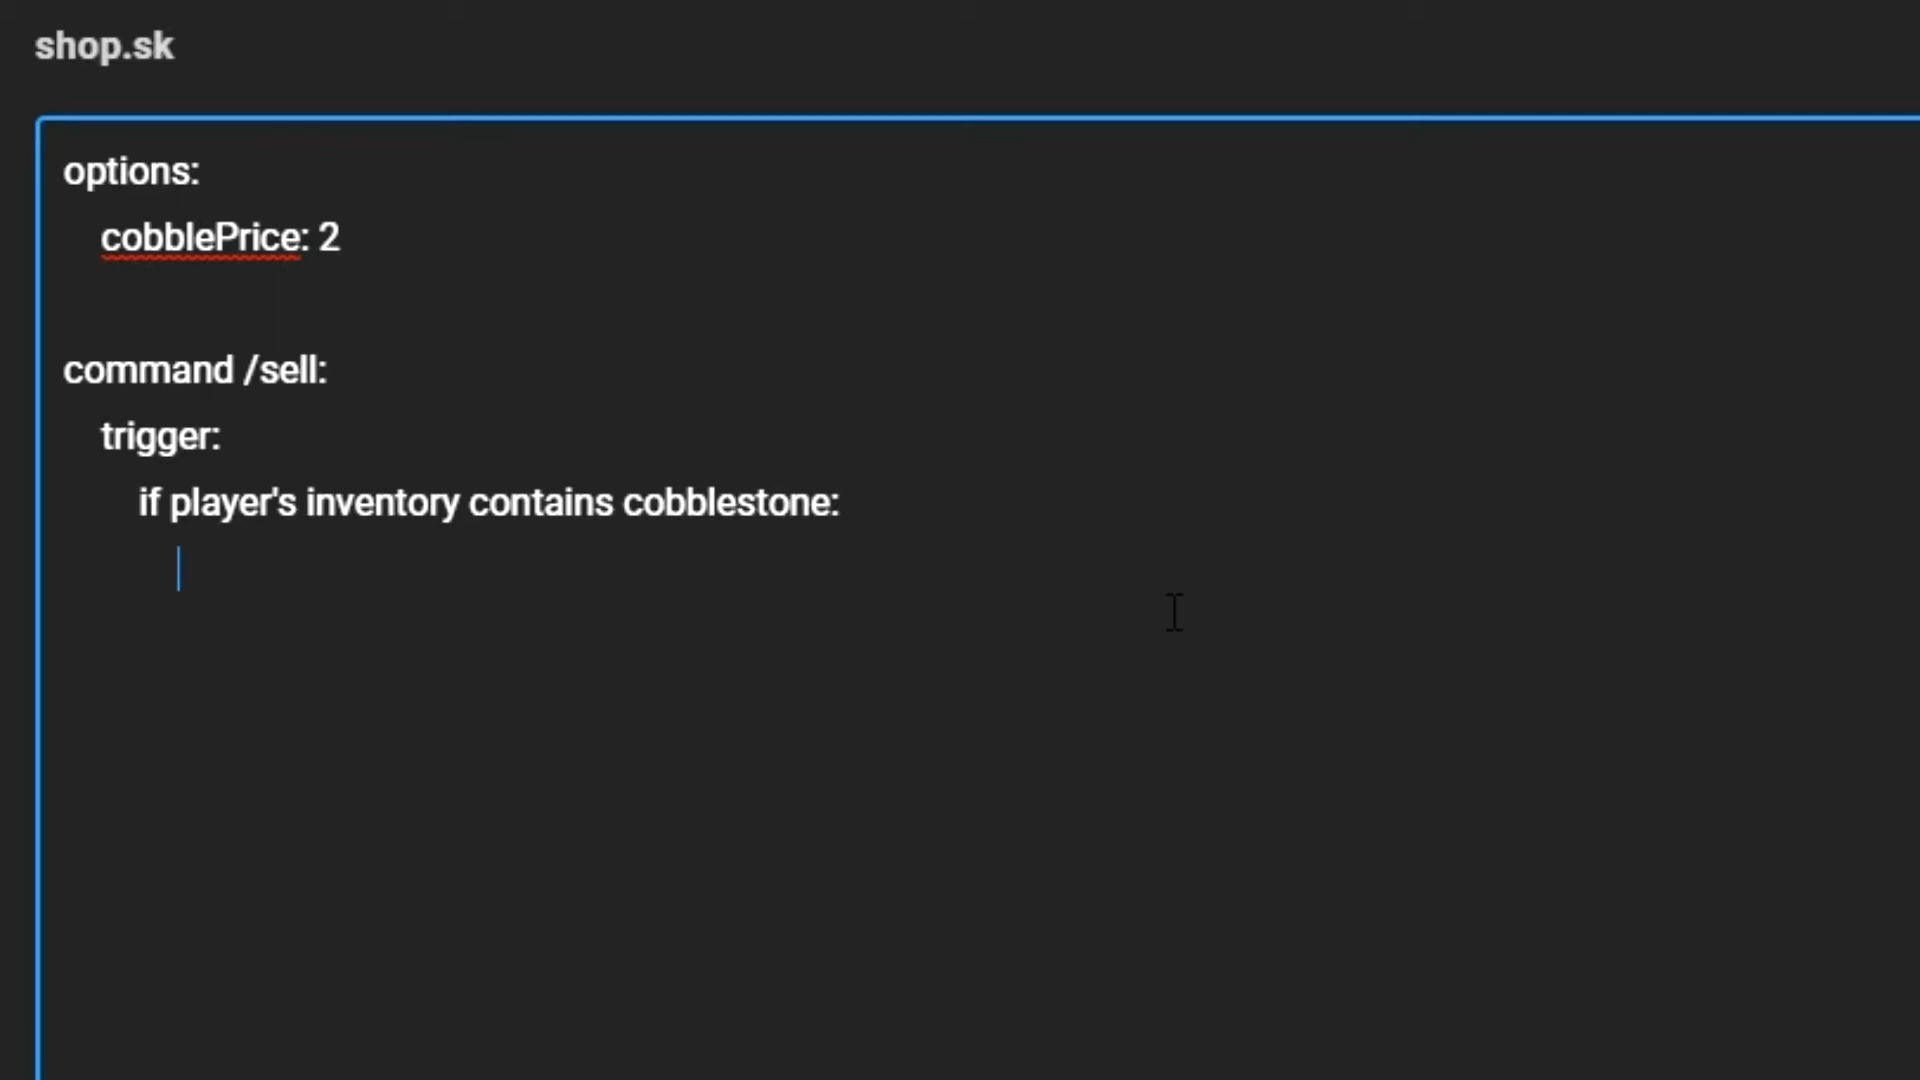 shop.sk
options:
cobblePrice: 2
command /sell:
trigger:
if player's inventory contains cobblestone: